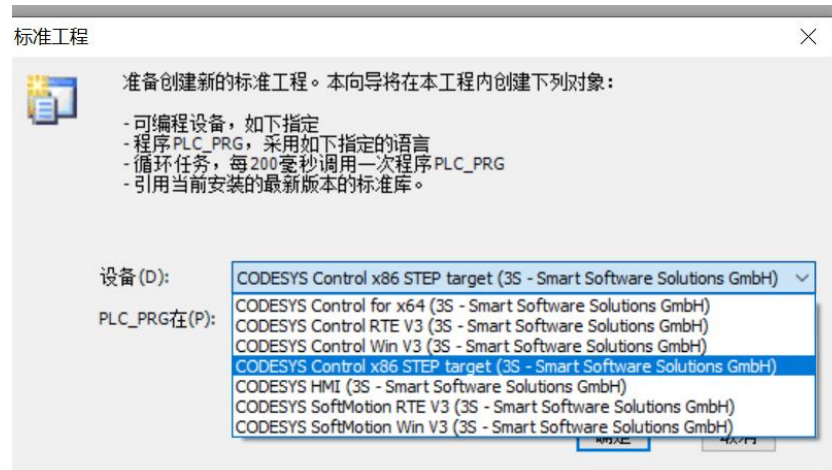 标准工程
准备创建新的标准工程。本向导将在本工程内创建下列对象：
- 可编程设备，如下指定
- 程序PLC_PRG，采用如下指定的语言
- 循环任务，每200毫秒调用一次程序PLC_PRG
- 引用当前安装的最新版本的标准库。
设备(D):
CODESYS Control x86 STEP target (3S - Smart Software Solutions GmbH)
PLC_PRG在(P):
CODESYS Control for x64 (3S - Smart Software Solutions GmbH)
CODESYS Control RTE V3 (3S - Smart Software Solutions GmbH)
CODESYS Control Win V3 (3S - Smart Software Solutions GmbH)
CODESYS Control x86 STEP target (3S - Smart Software Solutions GmbH)
CODESYS HMI (3S - Smart Software Solutions GmbH)
CODESYS SoftMotion RTE V3 (3S - Smart Software Solutions GmbH)
CODESYS SoftMotion Win V3 (3S - Smart Software Solutions GmbH)